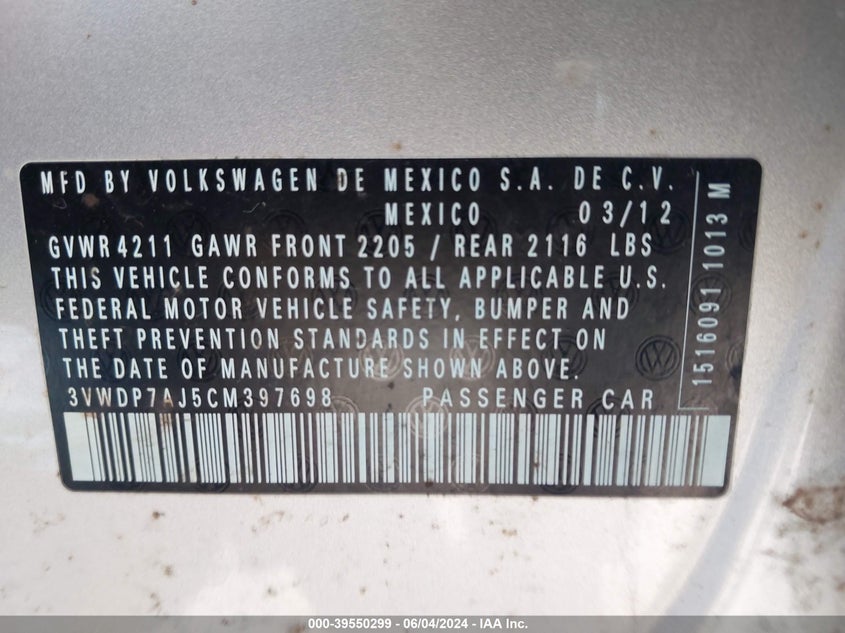 MFD BY VOLKSWAGEN DE MEXICO S.A. DE C.V.
MEXICO 03/12
GVWR 4211 GAWR FRONT 2205 / REAR 2116 LBS
THIS VEHICLE CONFORMS TO ALL APPLICABLE U.S.
FEDERAL MOTOR VEHICLE SAFETY, BUMPER AND
THEFT PREVENTION STANDARDS IN EFFECT ON
THE DATE OF MANUFACTURE SHOWN ABOVE.
3VWDP7AJ5CM397698 PASSENGER CAR
1516091 1013 M
000-39550299 - 06/04/2024 - IAA Inc.